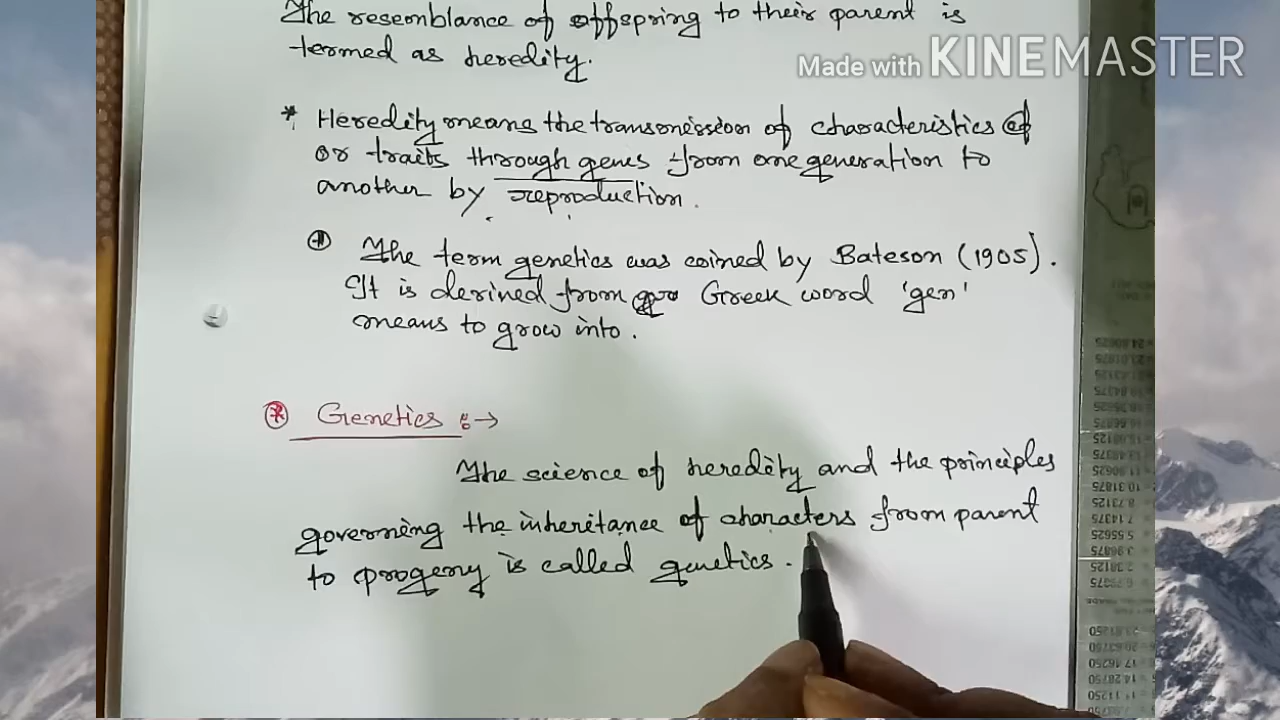 The resemblance of offspring to their parent is
termed as heredity.
Made with KINEMASTER
* Heredity means the transmission of characteristics of
or traits through genes from one generation to
another by reproduction.
* The term genetics was coined by Bateson (1905).
It is derived from Greek word 'gen'
means to grow into.
* Genetics :→
The science of heredity and the principles
governing the inheritance of characters from parent
to progeny is called genetics.